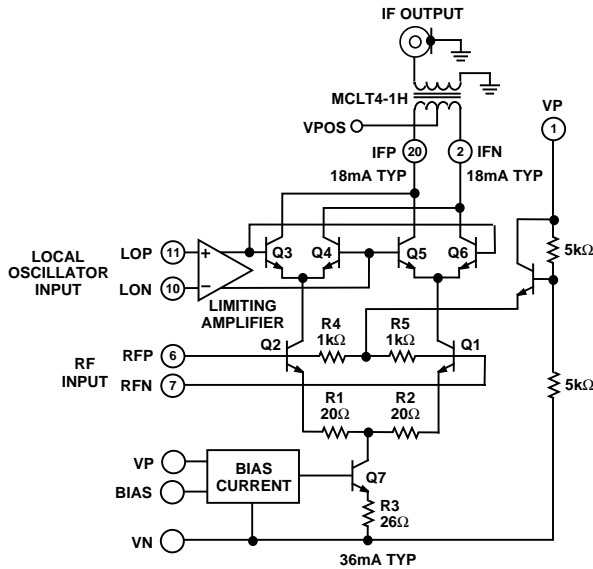 IF OUTPUT
MCLT4-1H
VP
1
VPOS
IFP 20
2 IFN
18mA TYP
18mA TYP
LOCAL
OSCILLATOR
INPUT
LOP 11
LON 10
+
–
LIMITING
AMPLIFIER
Q3
Q4
Q5
Q6
5kΩ
R4
1kΩ
R5
1kΩ
Q2
Q1
RF
INPUT
RFP 6
RFN 7
5kΩ
R1
20Ω
R2
20Ω
VP
BIAS
BIAS
CURRENT
Q7
R3
26Ω
VN
36mA TYP